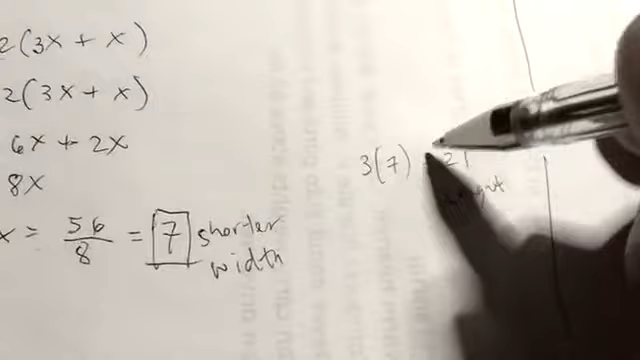 2(3x + x)
2(3x + x)
6x + 2x
8x
x = 56/8 = 7 shorter width
3(7) = 21